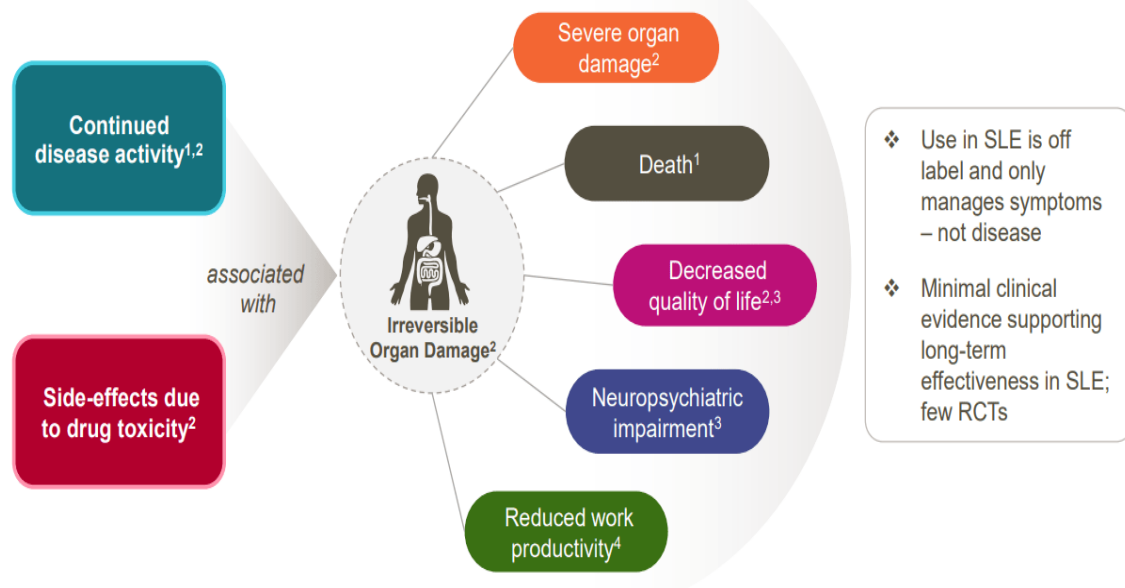 Continued
disease activity1,2
Side-effects due
to drug toxicity2
associated
with
Irreversible
Organ Damage2
Severe organ
damage2
Death1
Decreased
quality of life2,3
Neuropsychiatric
impairment3
Reduced work
productivity4
❖ Use in SLE is off
label and only
manages symptoms
– not disease
❖ Minimal clinical
evidence supporting
long-term
effectiveness in SLE;
few RCTs